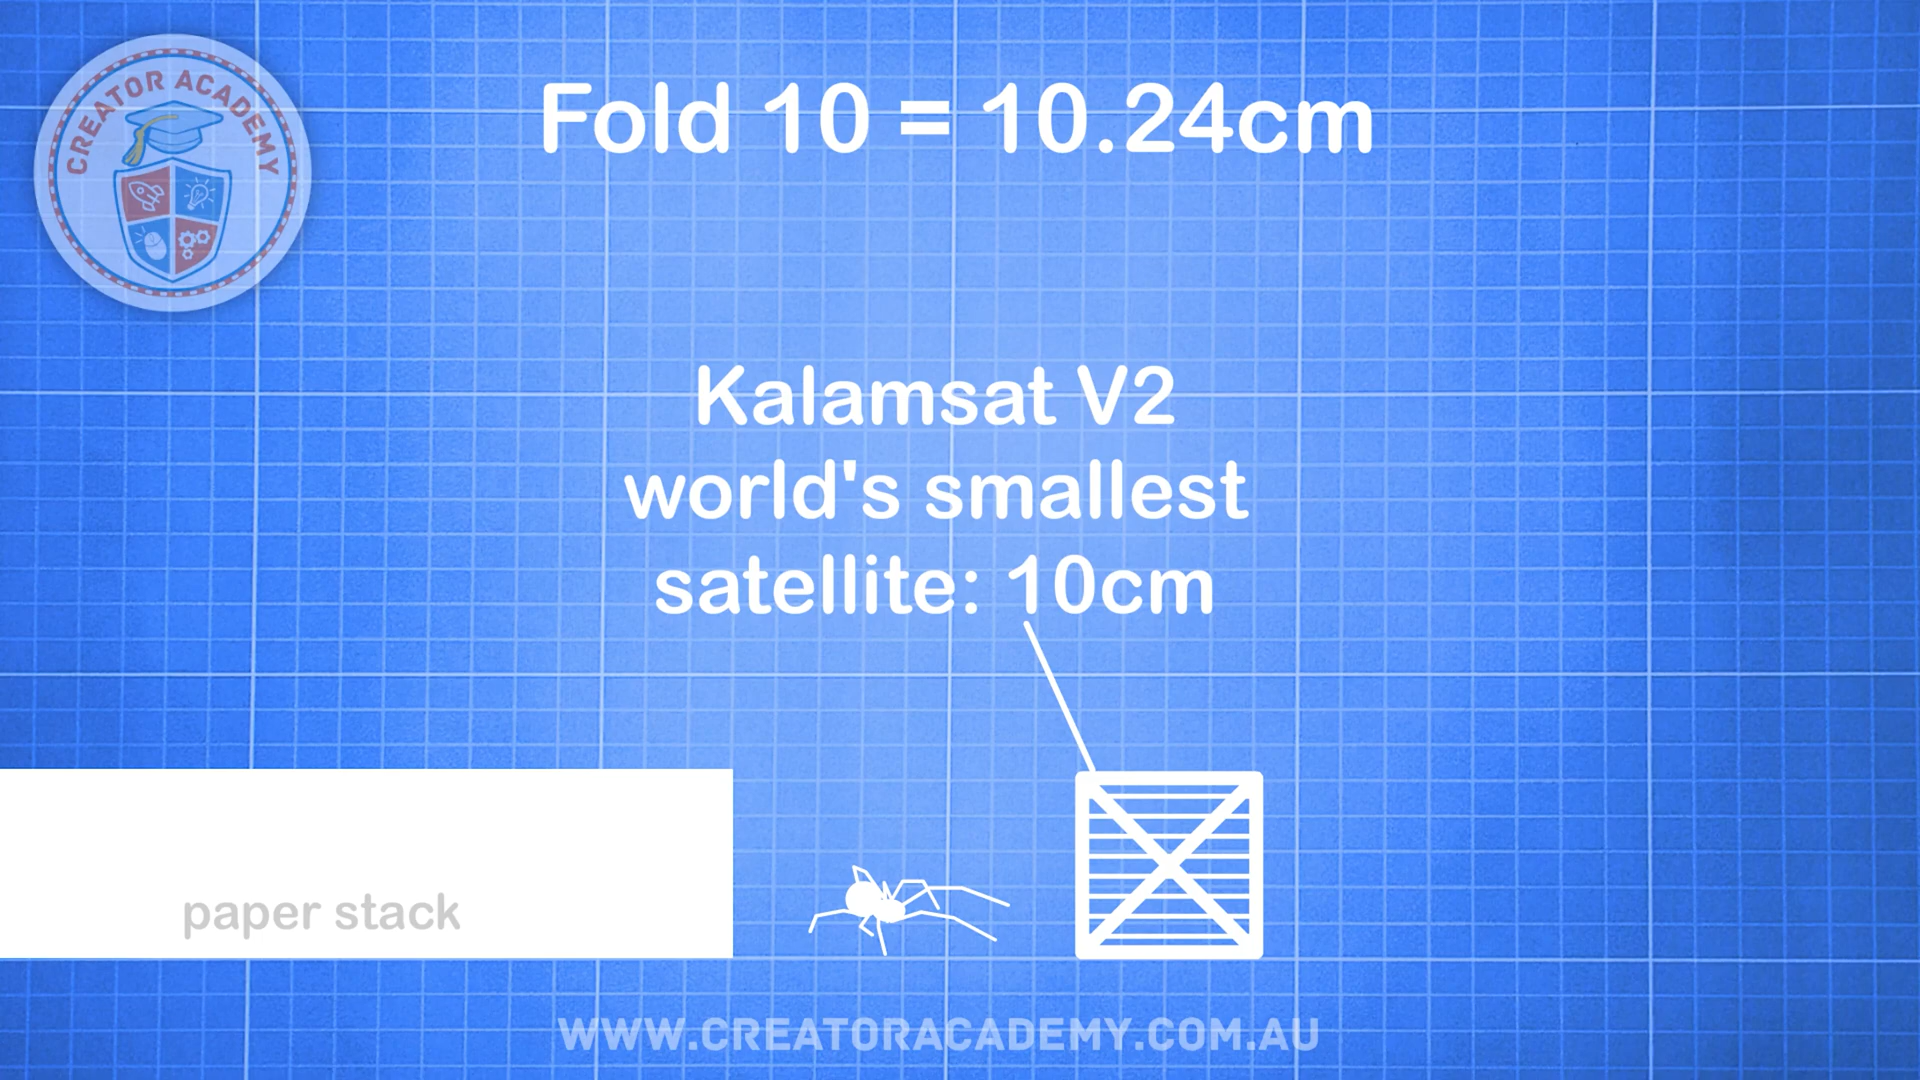 CREATOR ACADEMY
Fold 10 = 10.24cm
Kalamsat V2
world's smallest
satellite: 10cm
paper stack
WWW.CREATORACADEMY.COM.AU